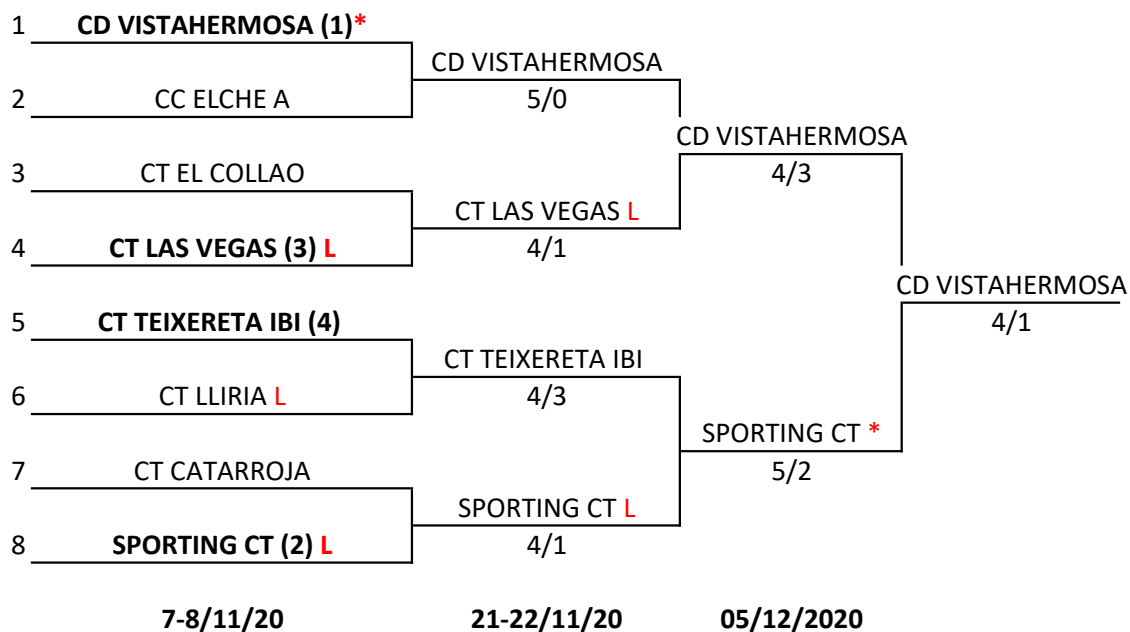 1 CD VISTAHERMOSA (1)*
CD VISTAHERMOSA
5/0
2 CC ELCHE A
CD VISTAHERMOSA
4/3
3 CT EL COLLAO
CT LAS VEGAS L
4/1
4 CT LAS VEGAS (3) L
CD VISTAHERMOSA
4/1
5 CT TEIXERETA IBI (4)
CT TEIXERETA IBI
4/3
6 CT LLIRIA L
SPORTING CT *
5/2
7 CT CATARROJA
SPORTING CT L
4/1
8 SPORTING CT (2) L
7-8/11/20 21-22/11/20 05/12/2020